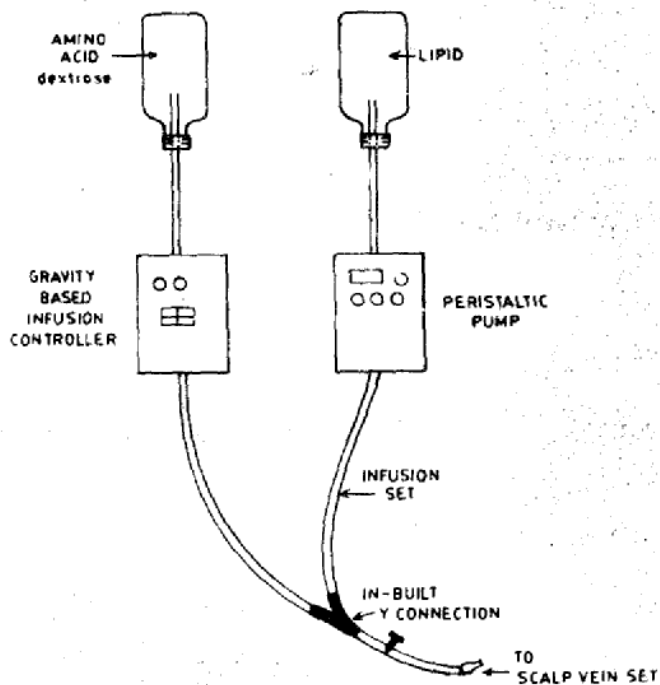 AMINO
ACID
dextrose
LIPID
GRAVITY
BASED
INFUSION
CONTROLLER
PERISTALTIC
PUMP
INFUSION
SET
IN-BUILT
Y CONNECTION
TO
SCALP VEIN SET